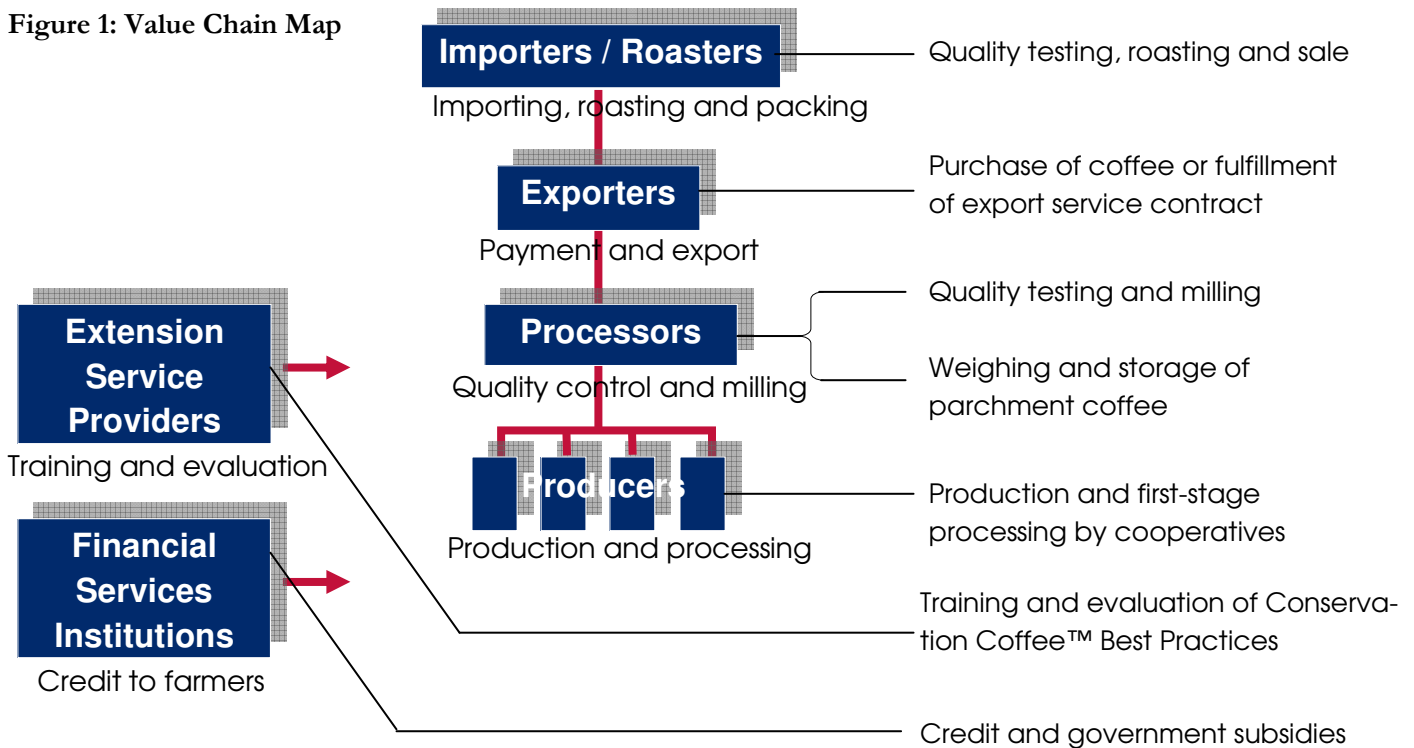 Figure 1: Value Chain Map
Importers / Roasters
Importing, roasting and packing
Quality testing, roasting and sale
Exporters
Payment and export
Purchase of coffee or fulfillment
of export service contract
Processors
Quality control and milling
Quality testing and milling
Weighing and storage of
parchment coffee
Producers
Production and processing
Production and first-stage
processing by cooperatives
Extension
Service
Providers
Training and evaluation
Training and evaluation of Conserva-
tion Coffee™ Best Practices
Financial
Services
Institutions
Credit to farmers
Credit and government subsidies